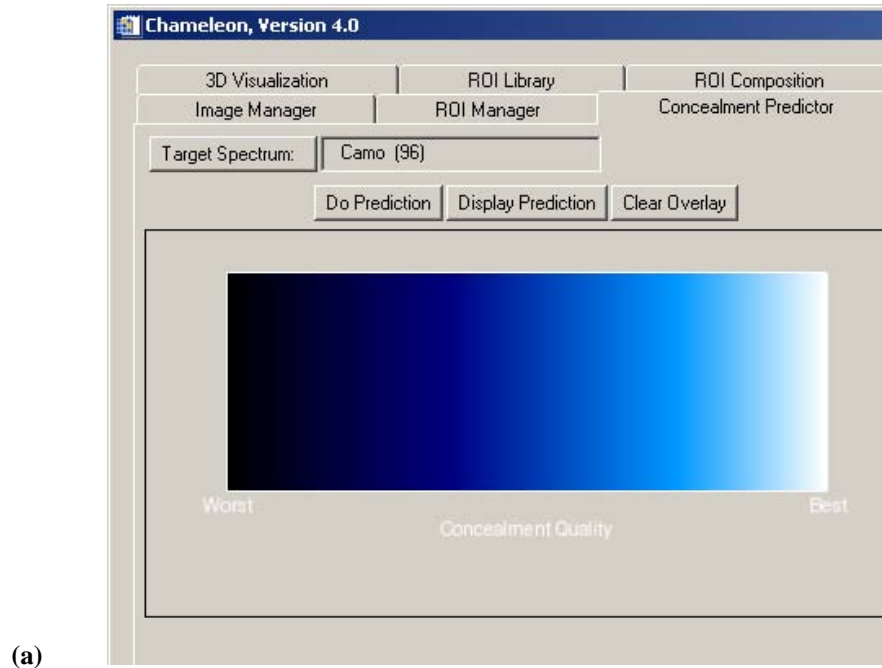 Chameleon, Version 4.0
3D Visualization ROI Library ROI Composition
Image Manager ROI Manager Concealment Predictor
Target Spectrum: Camo (96)
Do Prediction Display Prediction Clear Overlay
Worst Best
Concealment Quality
(a)